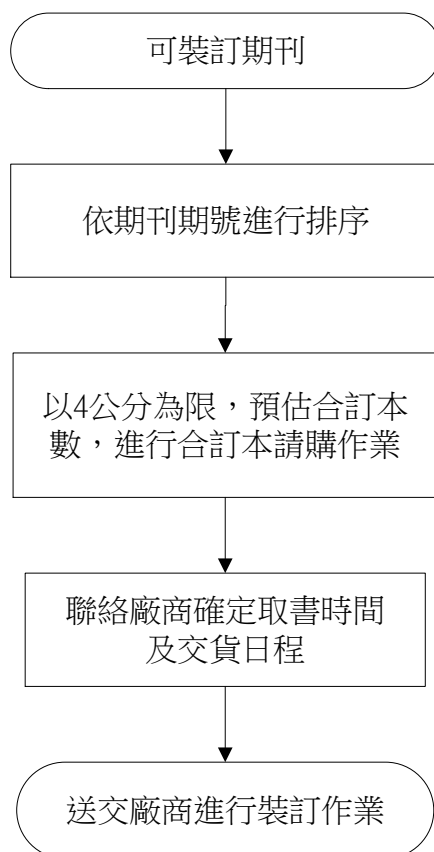 可裝訂期刊
依期刊期號進行排序
以4公分為限，預估合訂本
數，進行合訂本請購作業
聯絡廠商確定取書時間
及交貨日程
送交廠商進行裝訂作業